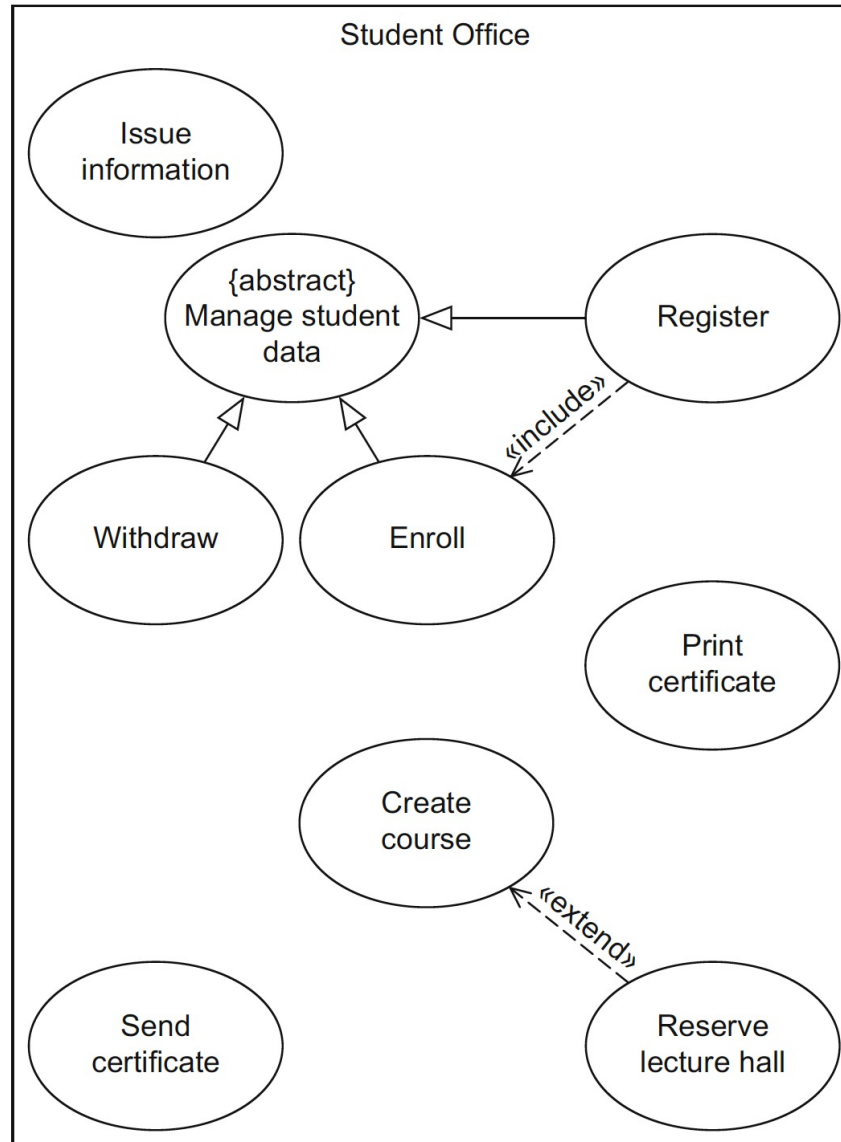 Student Office
Issue
information
{abstract}
Manage student
data
Register
«include»
Withdraw
Enroll
Print
certificate
Create
course
«extend»
Send
certificate
Reserve
lecture hall